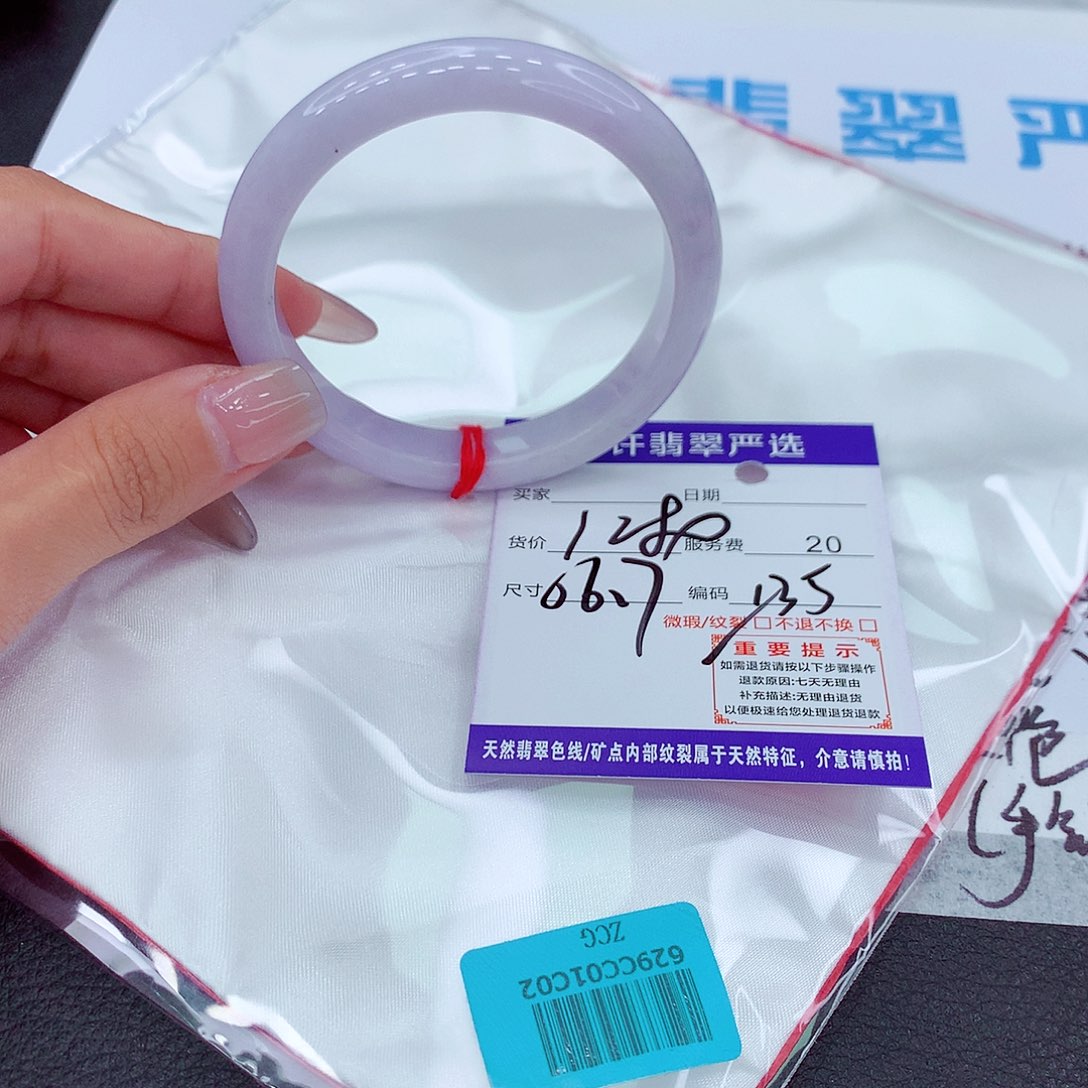 翡翠严
许翡翠严选
买家 日期
货价 1280 服务费 20
尺寸 编码 135
微瑕/纹裂 □ 不退不换 □
重要提示
如需退货请按以下步骤操作
退款原因:七天无理由
补充描述:无理由退货
以便极速给您处理退货退款
天然翡翠色线/矿点内部纹裂属于天然特征，介意请慎拍!
629CC01C02
ZCG